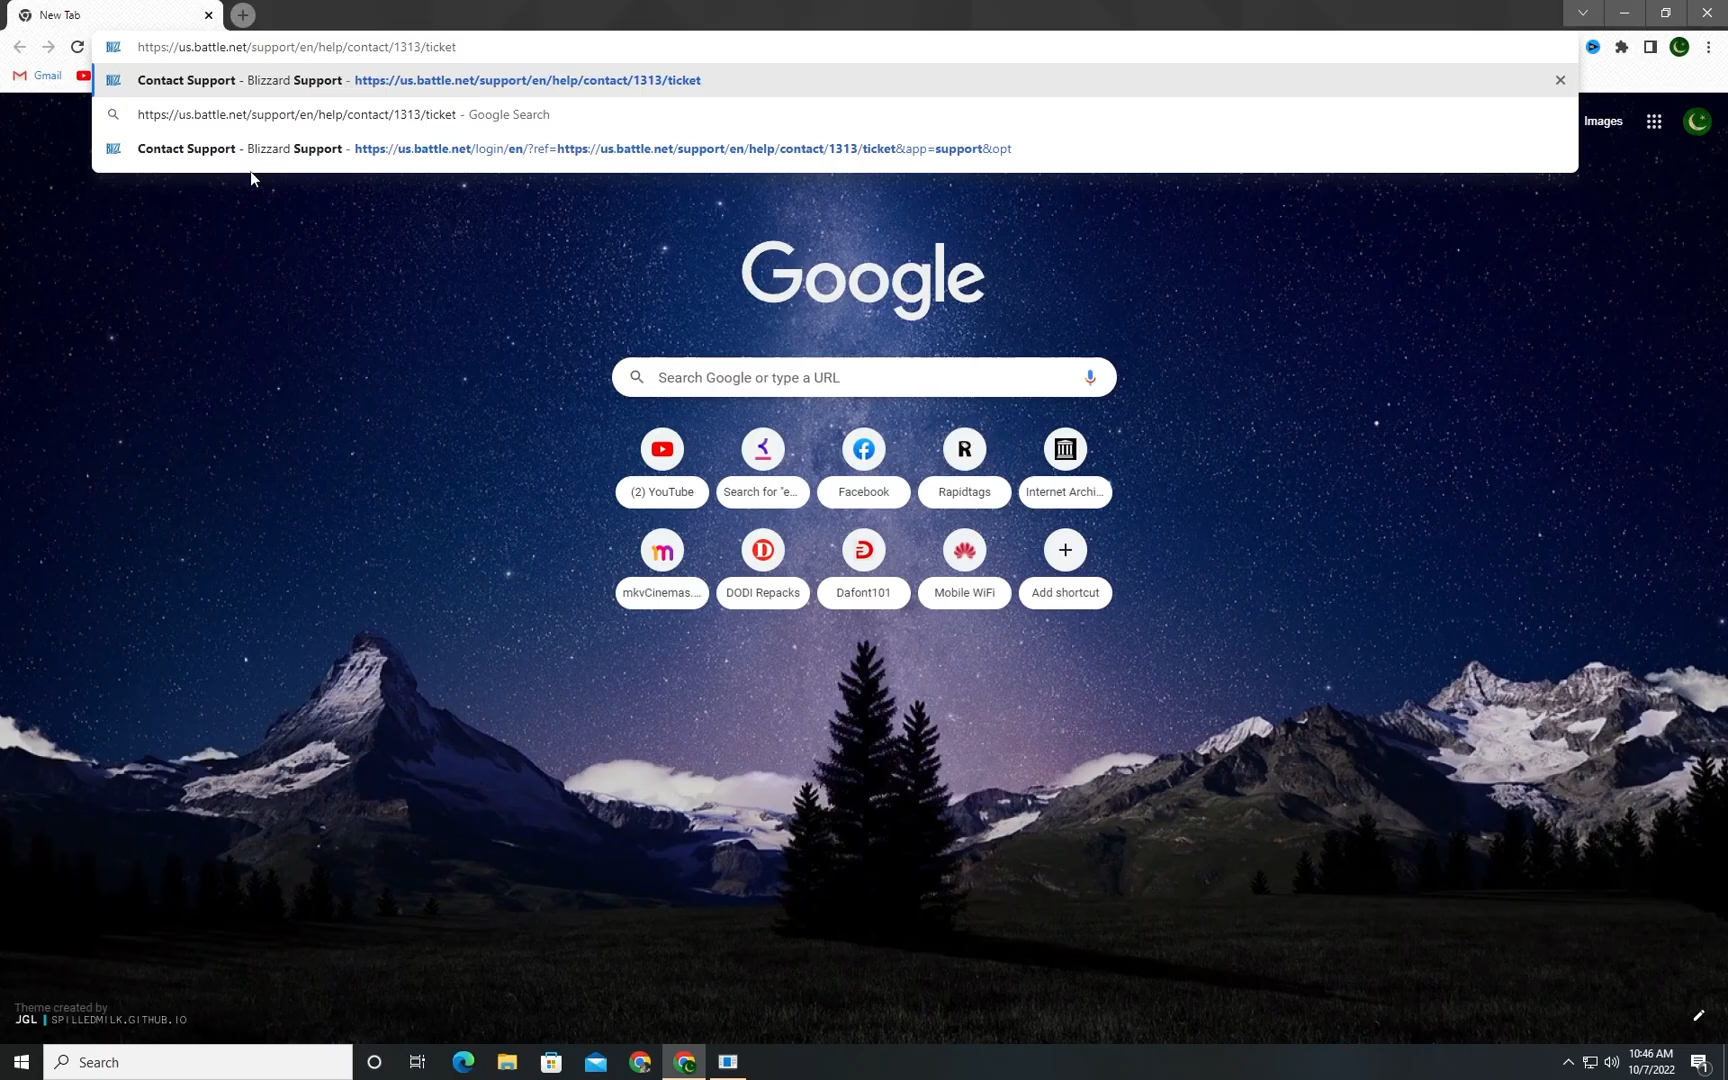 New Tab
https://us.battle.net/support/en/help/contact/1313/ticket
Gmail
Contact Support - Blizzard Support - https://us.battle.net/support/en/help/contact/1313/ticket
https://us.battle.net/support/en/help/contact/1313/ticket - Google Search
Contact Support - Blizzard Support - https://us.battle.net/login/en/?ref=https://us.battle.net/support/en/help/contact/1313/ticket&app=support&opt
Images
Google
Search Google or type a URL
(2) YouTube
Search for "e...
Facebook
Rapidtags
Internet Archi...
mkvCinemas....
DODI Repacks
Dafont101
Mobile WiFi
Add shortcut
Theme created by
JGL | SPILLEDMILK.GITHUB.IO
Search
10:46 AM
10/7/2022
1